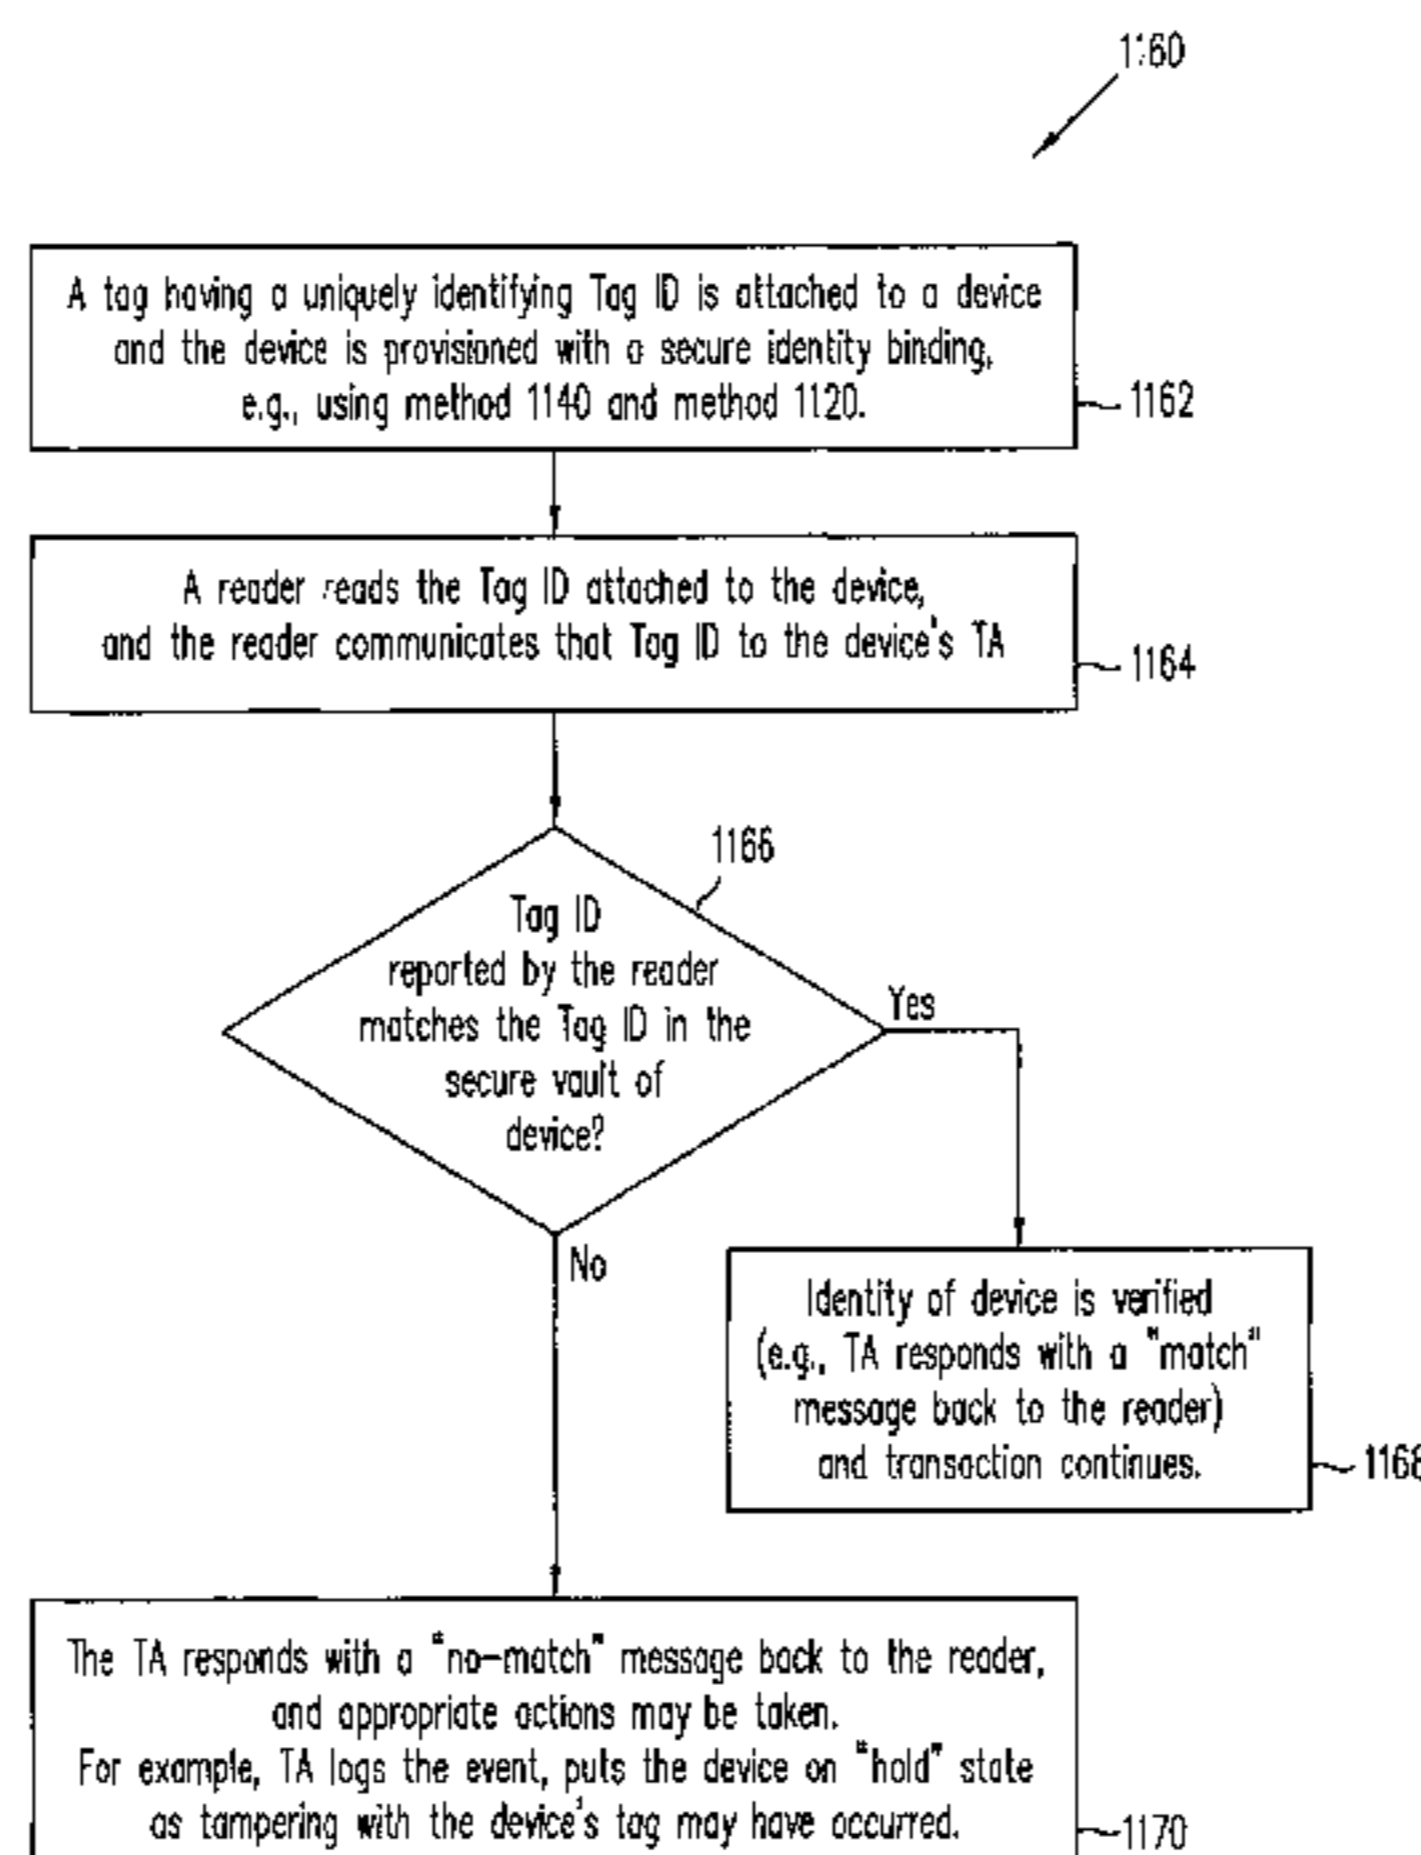 1160
A tag having a uniquely identifying Tag ID is attached to a device
and the device is provisioned with a secure identity binding,
e.g., using method 1140 and method 1120.
1162
A reader reads the Tag ID attached to the device,
and the reader communicates that Tag ID to the device's TA
1164
1166
Tag ID
reported by the reader
matches the Tag ID in the
secure vault of
device?
Yes
No
Identity of device is verified
(e.g., TA responds with a "match"
message back to the reader)
and transaction continues.
1168
The TA responds with a "no-match" message back to the reader,
and appropriate actions may be taken.
For example, TA logs the event, puts the device on "hold" state
as tampering with the device's tag may have occurred.
1170